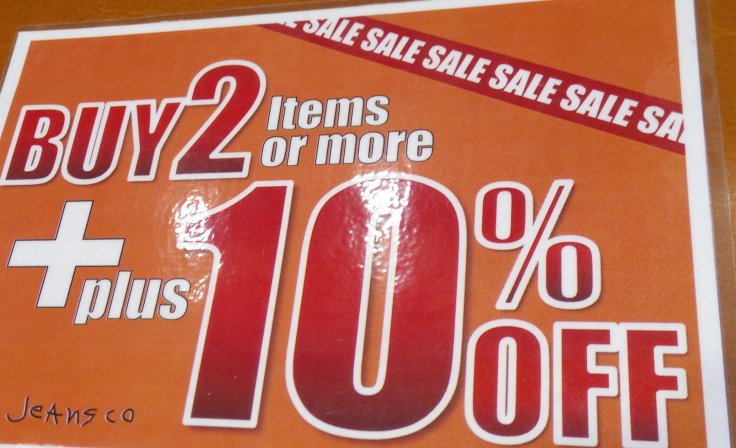 SALE SALE SALE SALE SALE SALE
BUY 2 Items
or more
+ plus 10%
OFF
JeANSCO